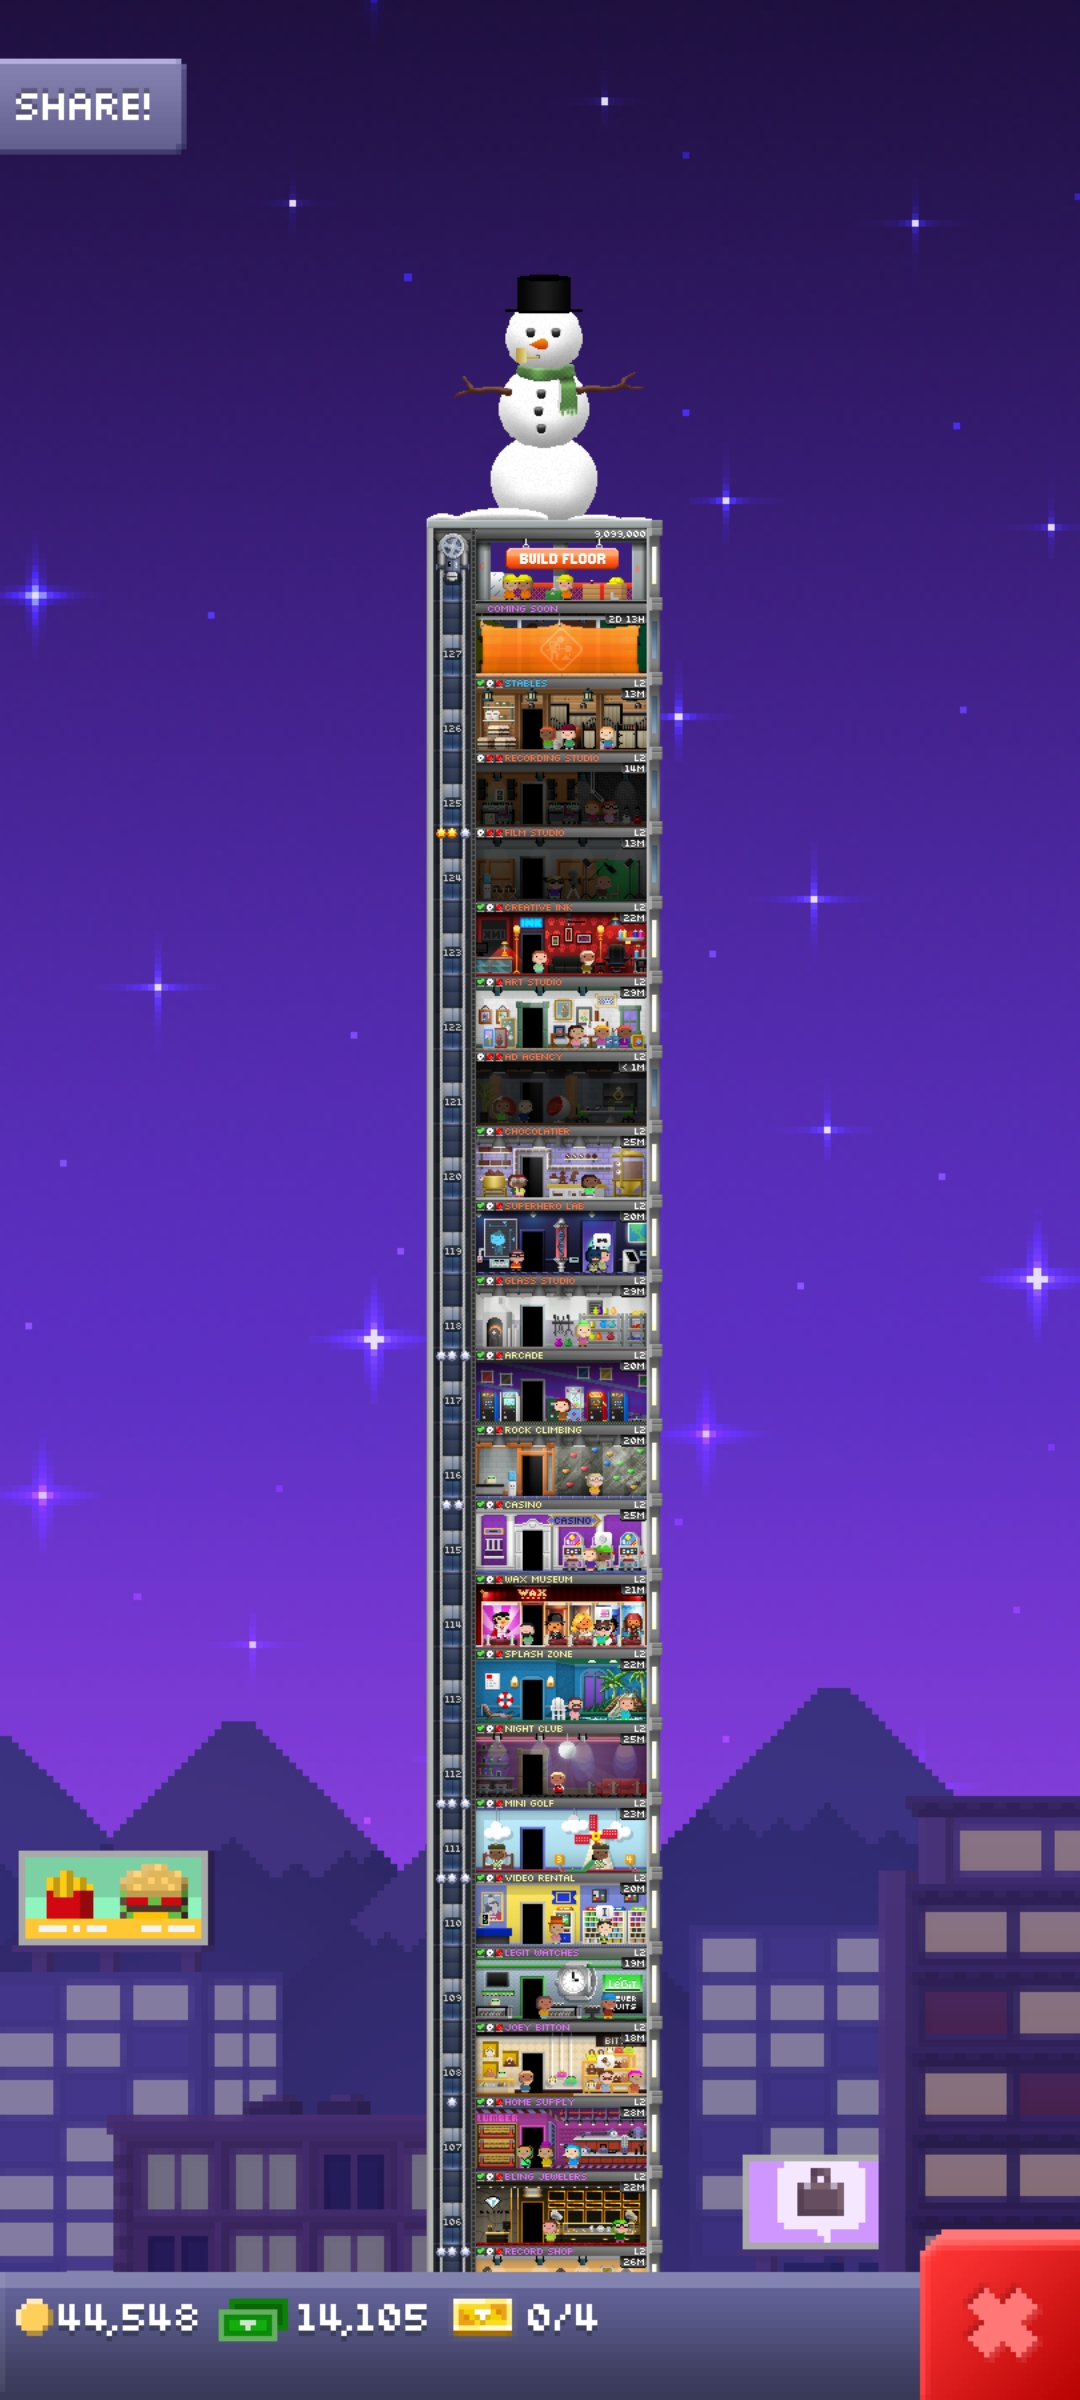 SHARE!
9,099,000
BUILD FLOOR
COMING SOON
2D 13H
127
STABLES L2
13M
126
RECORDING STUDIO L2
14M
125
FILM STUDIO L2
13M
124
CREATIVE INK L2
22M
INK
123
ART STUDIO L2
29M
122
AD AGENCY L2
< 1M
121
CHOCOLATIER L2
25M
120
SUPERHERO LAB L2
20M
119
GLASS STUDIO L2
29M
118
ARCADE L2
20M
117
ROCK CLIMBING L2
20M
116
CASINO L2
25M
CASINO
115
WAX MUSEUM L2
21M
WAX
114
SPLASH ZONE L2
22M
113
NIGHT CLUB L2
25M
112
MINI GOLF L2
23M
111
VIDEO RENTAL L2
20M
110
LEGIT WATCHES L2
19M
LéGiT
109
JOEY BITTON L2
BIT 18M
108
HOME SUPPLY L2
28M
LUMBER
107
BLING JEWELERS L2
22M
106
RECORD SHOP L2
26M
44,548 14,105 0/4